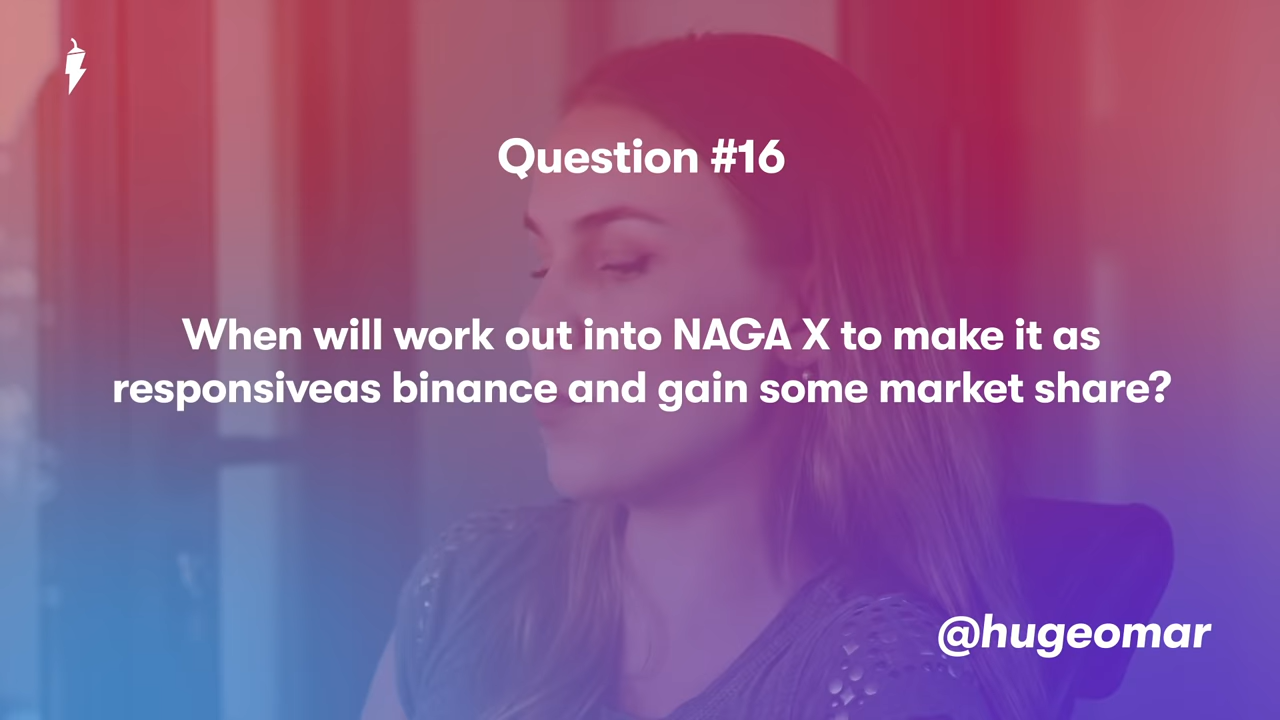 Question #16
When will work out into NAGA X to make it as
responsiveas binance and gain some market share?
@hugeomar